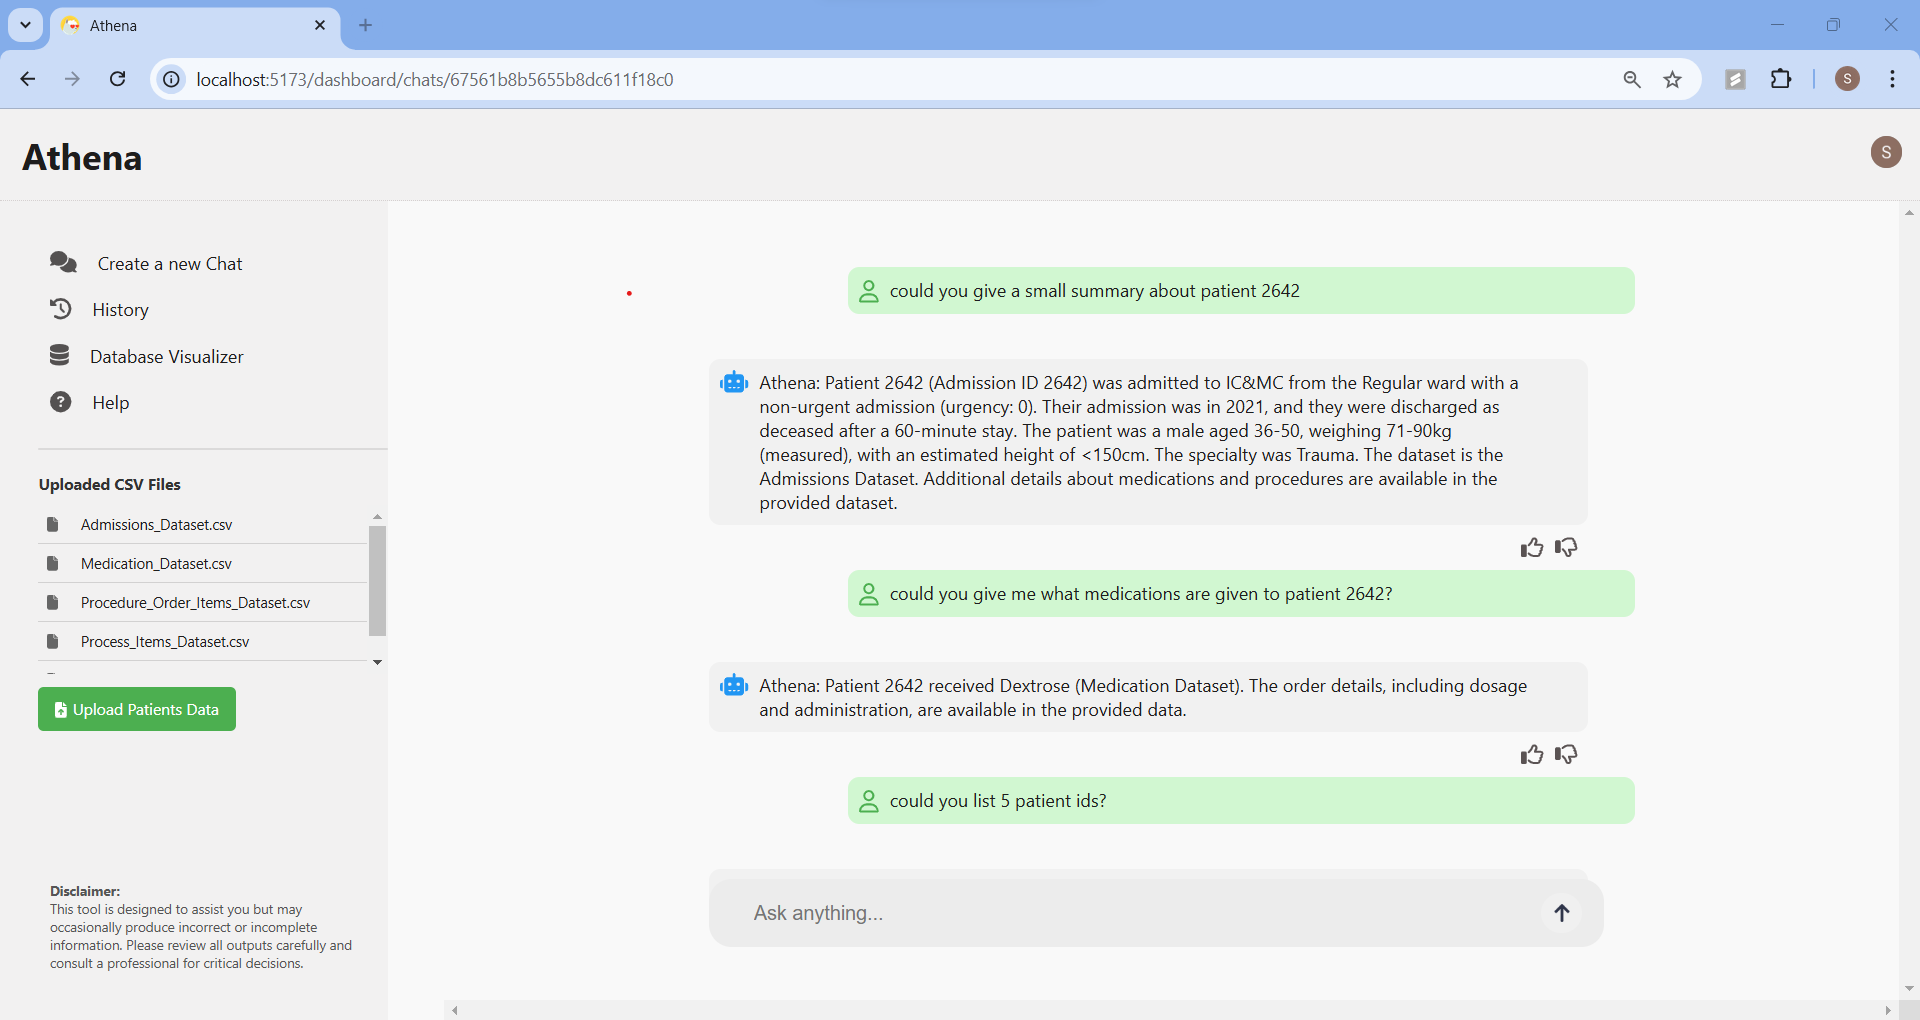 Athena
localhost:5173/dashboard/chats/67561b8b5655b8dc611f18c0
S
Athena
S
Create a new Chat
History
Database Visualizer
Help
Uploaded CSV Files
Admissions_Dataset.csv
Medication_Dataset.csv
Procedure_Order_Items_Dataset.csv
Process_Items_Dataset.csv
Upload Patients Data
Disclaimer:
This tool is designed to assist you but may
occasionally produce incorrect or incomplete
information. Please review all outputs carefully and
consult a professional for critical decisions.
could you give a small summary about patient 2642
Athena: Patient 2642 (Admission ID 2642) was admitted to IC&MC from the Regular ward with a
non-urgent admission (urgency: 0). Their admission was in 2021, and they were discharged as
deceased after a 60-minute stay. The patient was a male aged 36-50, weighing 71-90kg
(measured), with an estimated height of <150cm. The specialty was Trauma. The dataset is the
Admissions Dataset. Additional details about medications and procedures are available in the
provided dataset.
could you give me what medications are given to patient 2642?
Athena: Patient 2642 received Dextrose (Medication Dataset). The order details, including dosage
and administration, are available in the provided data.
could you list 5 patient ids?
Ask anything...